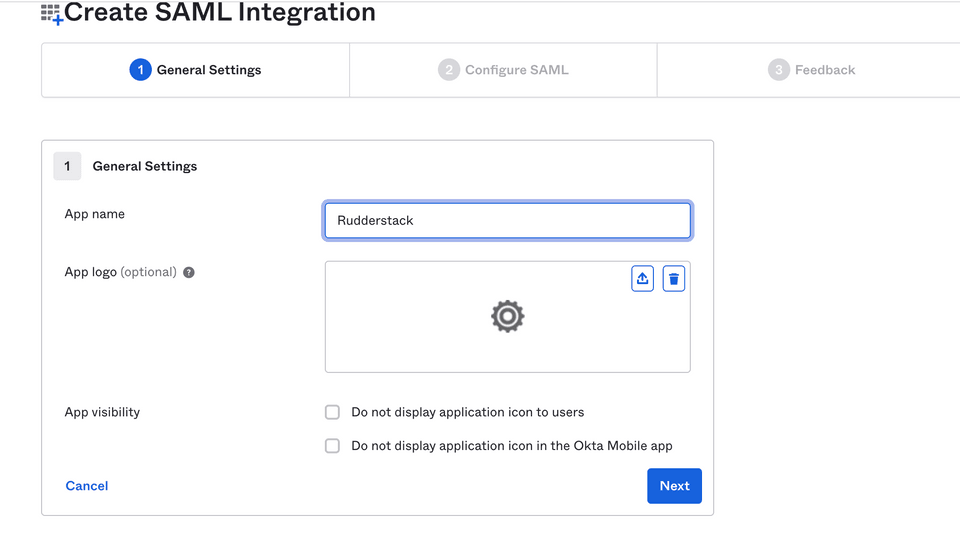 Create SAML Integration
1 General Settings
2 Configure SAML
3 Feedback
1 General Settings
App name
Rudderstack
App logo (optional) ?
App visibility
Do not display application icon to users
Do not display application icon in the Okta Mobile app
Cancel
Next